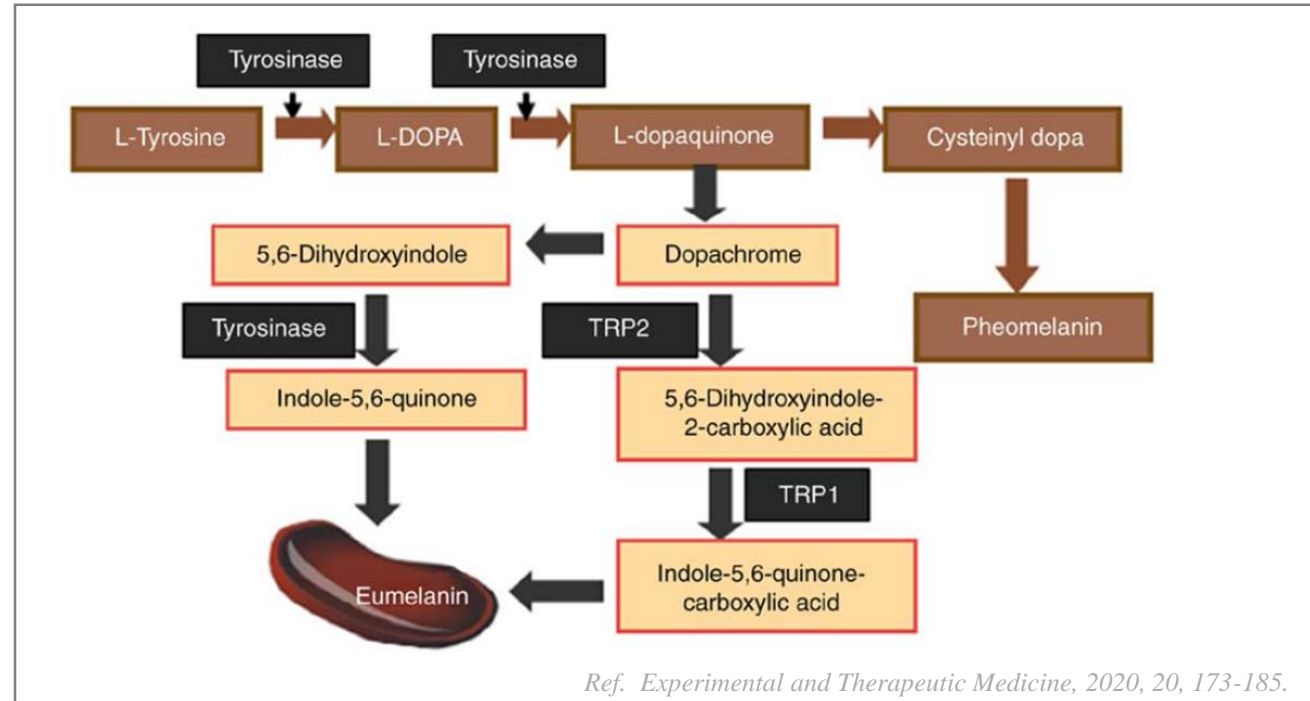 Tyrosinase
Tyrosinase
L-Tyrosine
L-DOPA
L-dopaquinone
Cysteinyl dopa
5,6-Dihydroxyindole
Dopachrome
Tyrosinase
TRP2
Pheomelanin
Indole-5,6-quinone
5,6-Dihydroxyindole-
2-carboxylic acid
TRP1
Eumelanin
Indole-5,6-quinone-
carboxylic acid
Ref. Experimental and Therapeutic Medicine, 2020, 20, 173-185.